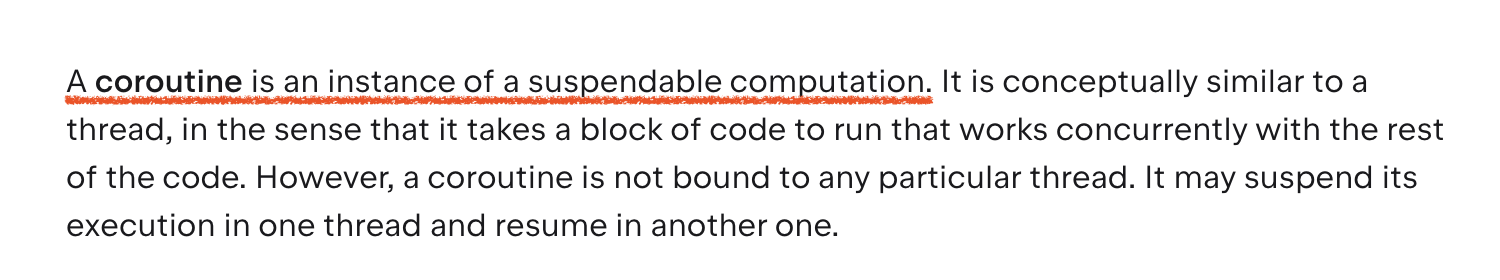 A coroutine is an instance of a suspendable computation. It is conceptually similar to a
thread, in the sense that it takes a block of code to run that works concurrently with the rest
of the code. However, a coroutine is not bound to any particular thread. It may suspend its
execution in one thread and resume in another one.